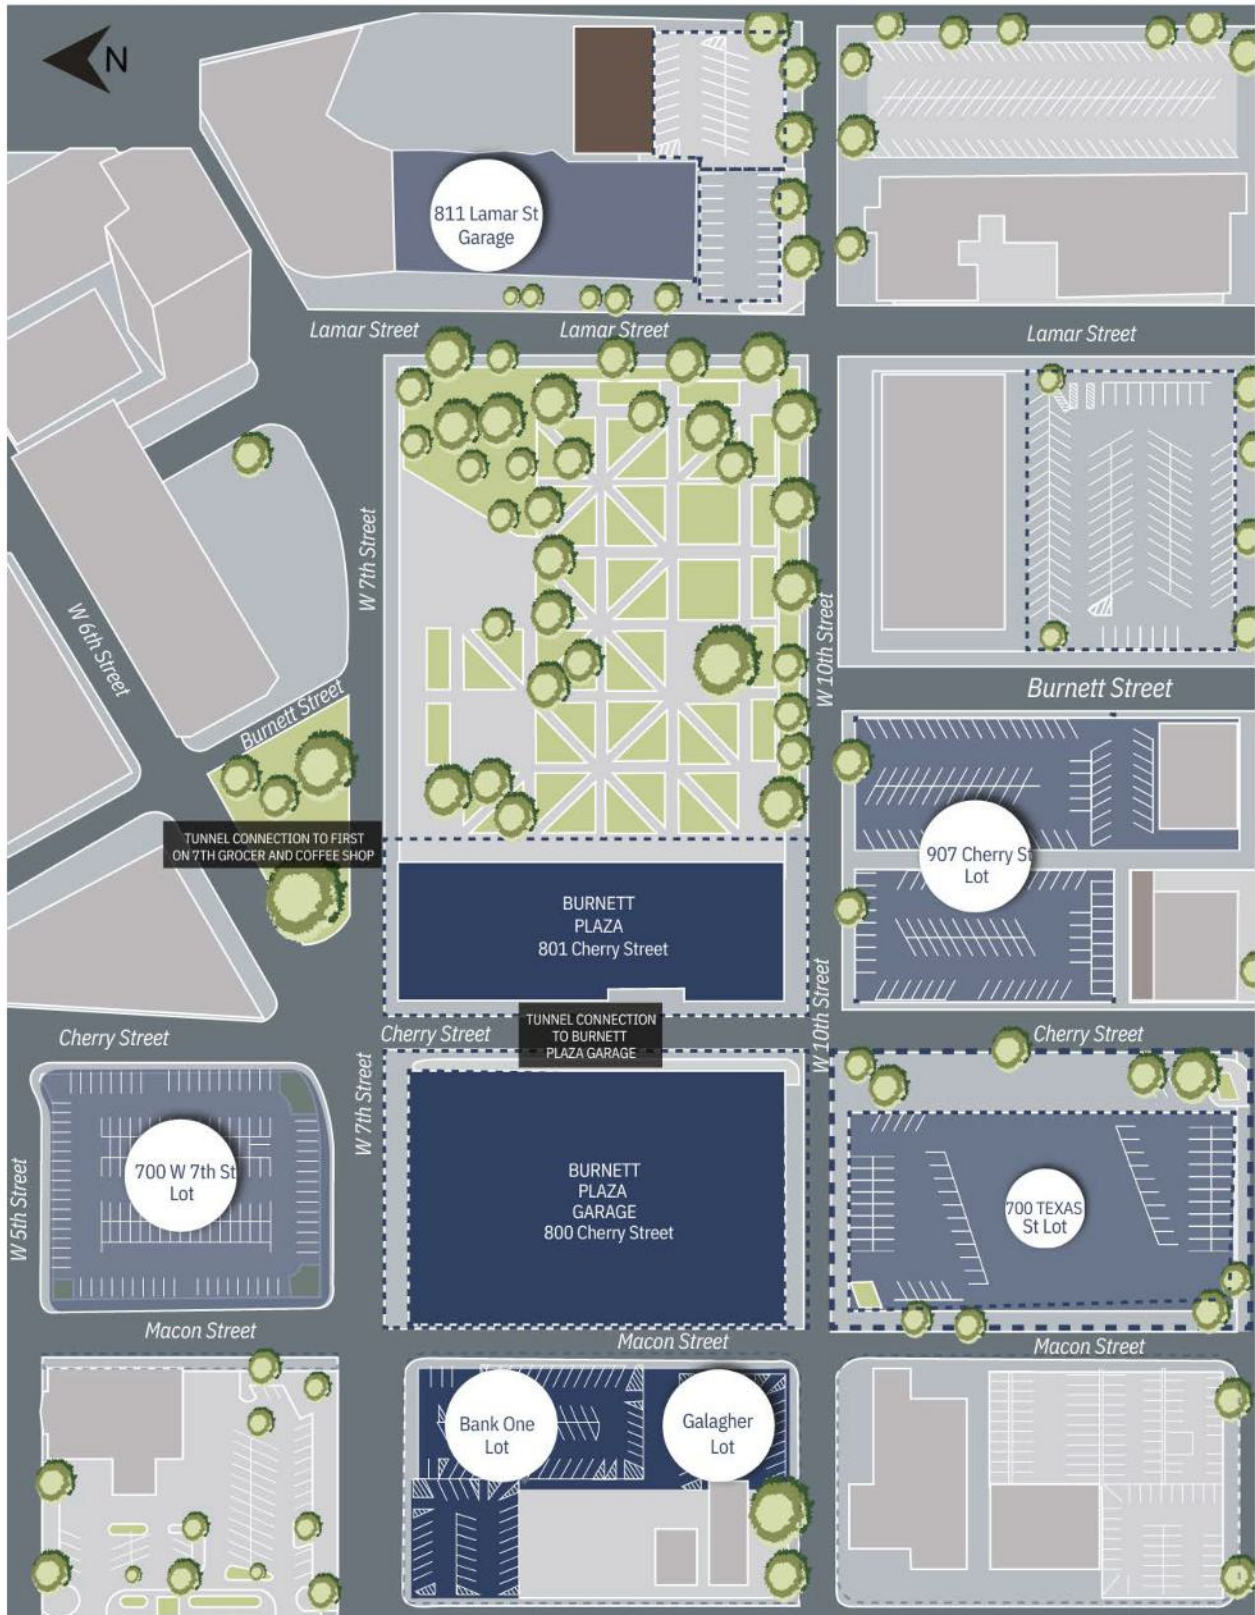 N
811 Lamar St
Garage
Lamar Street
Lamar Street
Lamar Street
W 7th Street
W 6th Street
W 10th Street
Burnett Street
Burnett Street
TUNNEL CONNECTION TO FIRST
ON 7TH GROCER AND COFFEE SHOP
907 Cherry St
Lot
BURNETT
PLAZA
801 Cherry Street
W 10th Street
TUNNEL CONNECTION
TO BURNETT
PLAZA GARAGE
Cherry Street
Cherry Street
Cherry Street
W 7th Street
W 5th Street
700 W 7th St
Lot
BURNETT
PLAZA
GARAGE
800 Cherry Street
700 TEXAS
St Lot
Macon Street
Macon Street
Macon Street
Bank One
Lot
Galagher
Lot